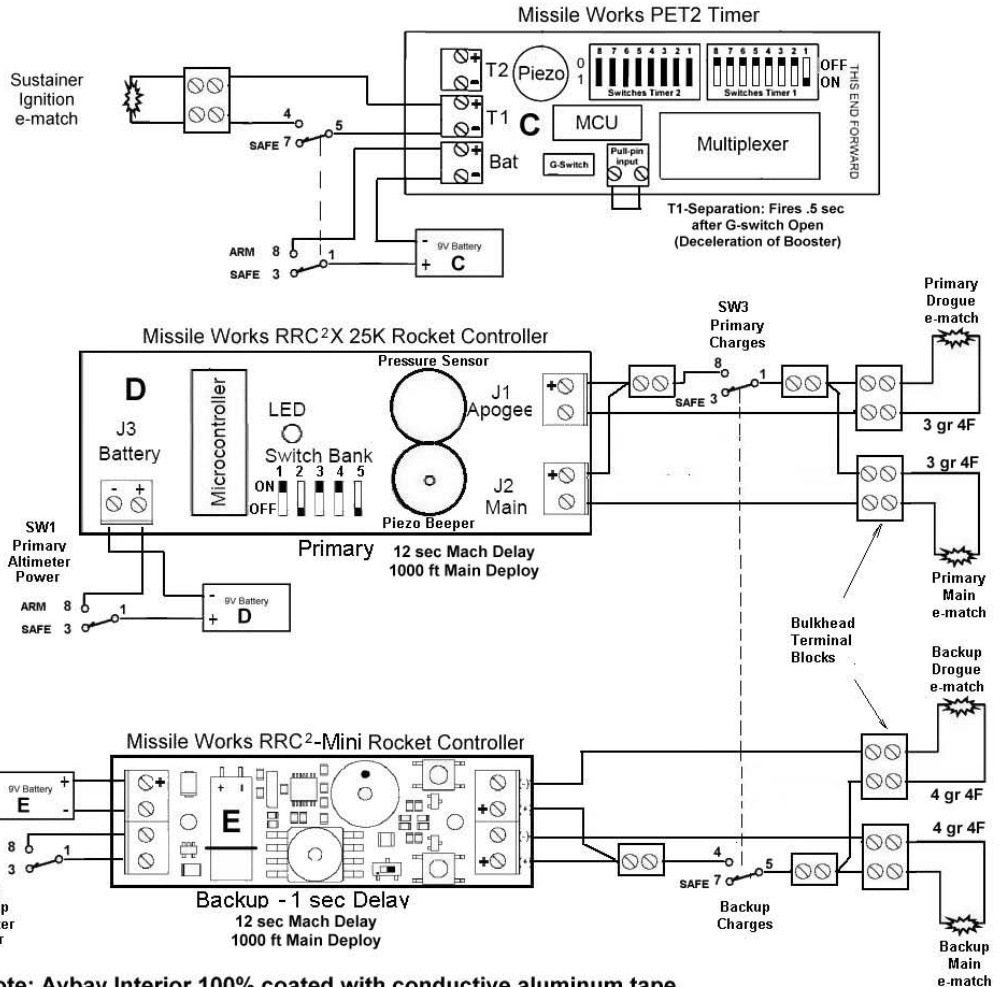 Missile Works PET2 Timer
Sustainer
Ignition
e-match
4
5
SAFE 7
T2
T1
Bat
+
-
+
-
+
-
Piezo
0
1
8 7 6 5 4 3 2 1
Switches Timer 2
8 7 6 5 4 3 2 1
Switches Timer 1
OFF
ON
THIS END FORWARD
C
MCU
Multiplexer
G-Switch
Pull-pin
input
T1-Separation: Fires .5 sec
after G-switch Open
(Deceleration of Booster)
ARM 8
1
SAFE 3
-
9V Battery
+
C
Missile Works RRC²X 25K Rocket Controller
D
J3
Battery
- +
Microcontroller
LED
Switch Bank
1 2 3 4 5
ON
OFF
Pressure Sensor
Piezo Beeper
J1
Apogee
+
J2
Main
+
Primary
12 sec Mach Delay
1000 ft Main Deploy
SW1
Primary
Altimeter
Power
ARM 8
1
SAFE 3
-
9V Battery
+
D
SW3
Primary
Charges
8
1
SAFE 3
Primary
Drogue
e-match
3 gr 4F
3 gr 4F
Primary
Main
e-match
Bulkhead
Terminal
Blocks
Backup
Drogue
e-match
4 gr 4F
4 gr 4F
Backup
Main
e-match
Missile Works RRC²-Mini Rocket Controller
9V Battery
+
E
-
8
1
3
+
+ -
E
+
+
(-)
(+)
(-)
(+)
Backup - 1 sec Delay
12 sec Mach Delay
1000 ft Main Deploy
4
5
SAFE 7
Backup
Charges
Interior 100% coated with conductive aluminum tape